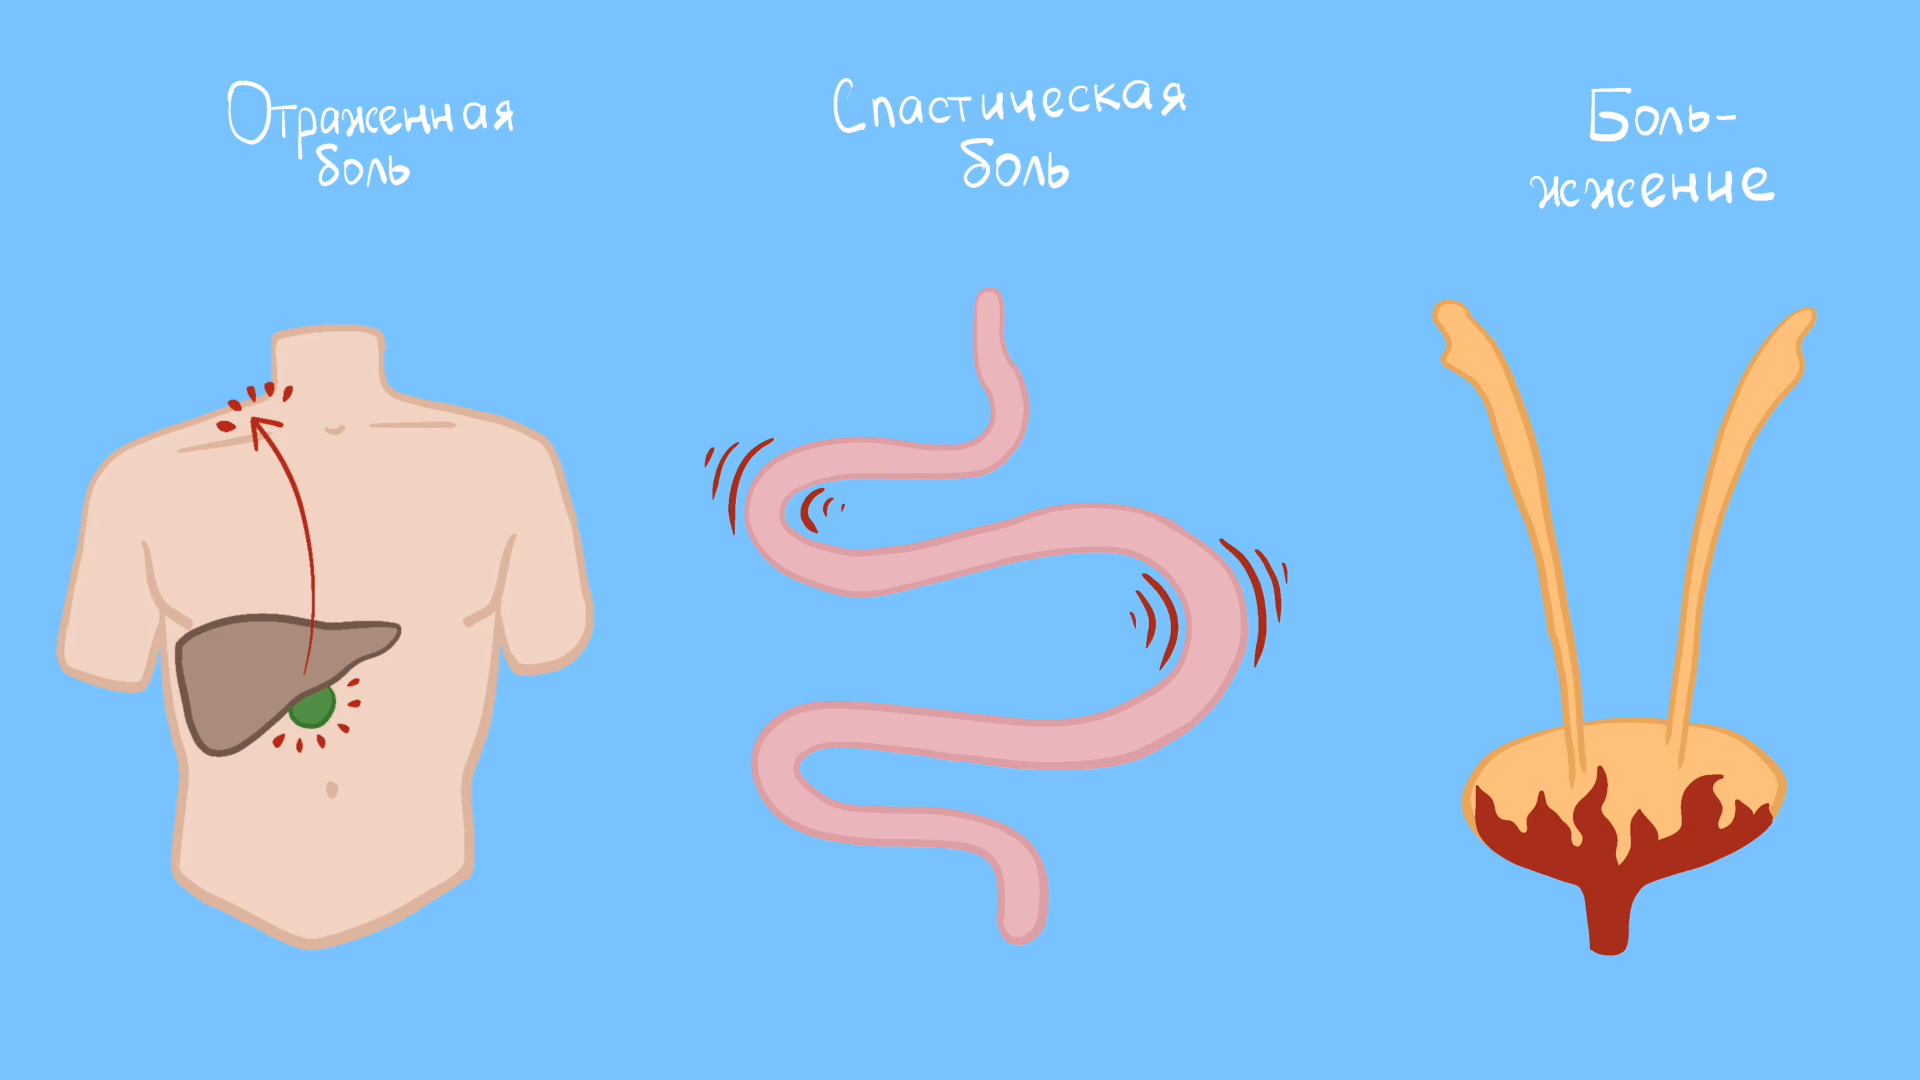 Отраженная
боль
Спастическая
боль
Боль-
жжение